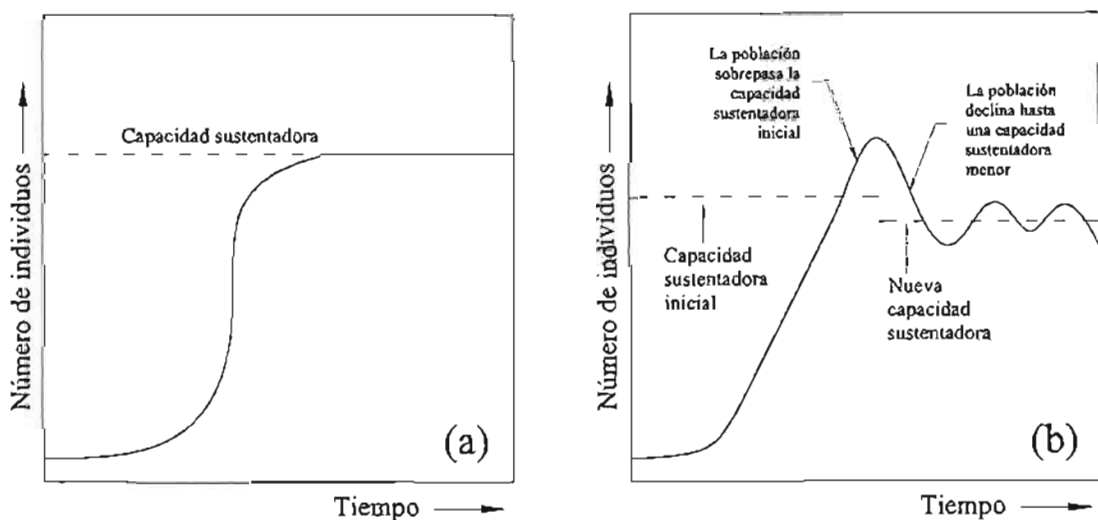 Capacidad sustentadora
Número de individuos
(a)
Tiempo
La población
sobrepasa la
capacidad
sustentadora
inicial
La población
declina hasta
una capacidad
sustentadora
menor
Capacidad
sustentadora
inicial
Nueva
capacidad
sustentadora
Número de individuos
(b)
Tiempo